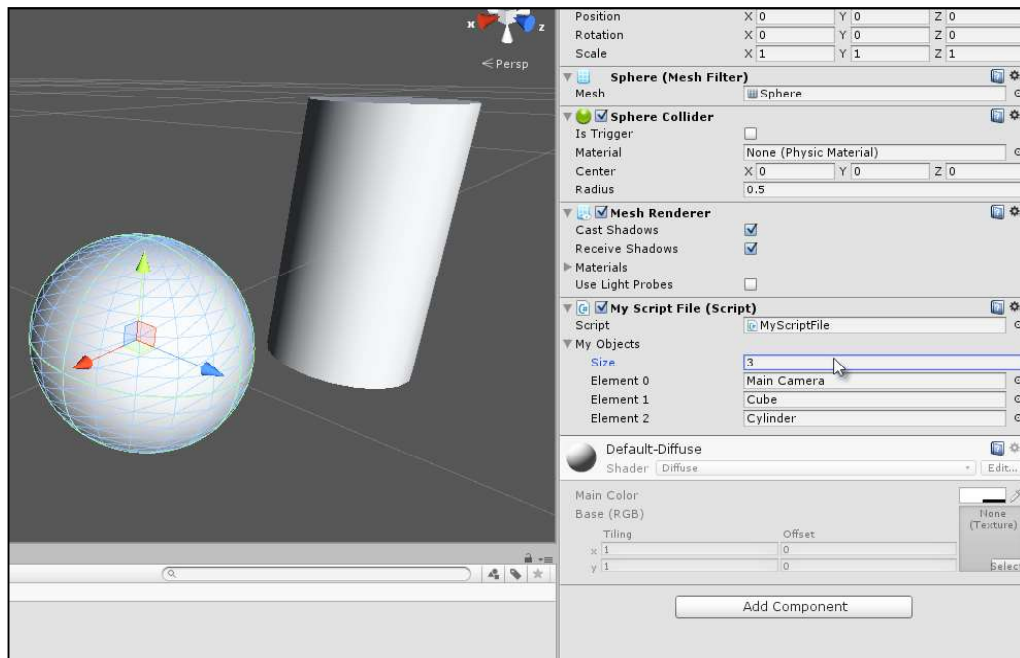 x z
Persp
Position X 0 Y 0 Z 0
Rotation X 0 Y 0 Z 0
Scale X 1 Y 1 Z 1
Sphere (Mesh Filter)
Mesh Sphere
Sphere Collider
Is Trigger
Material None (Physic Material)
Center X 0 Y 0 Z 0
Radius 0.5
Mesh Renderer
Cast Shadows
Receive Shadows
Materials
Use Light Probes
My Script File (Script)
Script MyScriptFile
My Objects
Size 3
Element 0 Main Camera
Element 1 Cube
Element 2 Cylinder
Default-Diffuse
Shader Diffuse Edit...
Main Color
Base (RGB) None
(Texture)
Tiling Offset
x 1 0
y 1 0 Select
Add Component